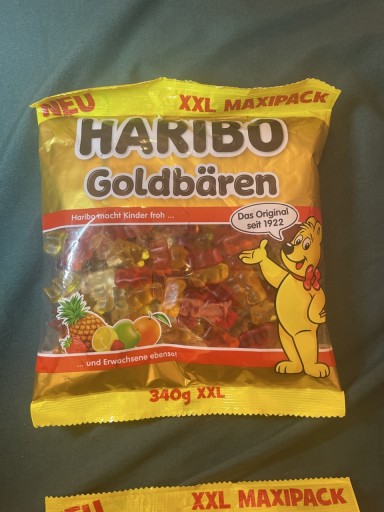 NEU XXL MAXIPACK
HARIBO
Goldbären
Haribo macht Kinder froh ...
Das Original
seit 1922
... und Erwachsene ebenso!
340g XXL
NEU XXL MAXIPACK